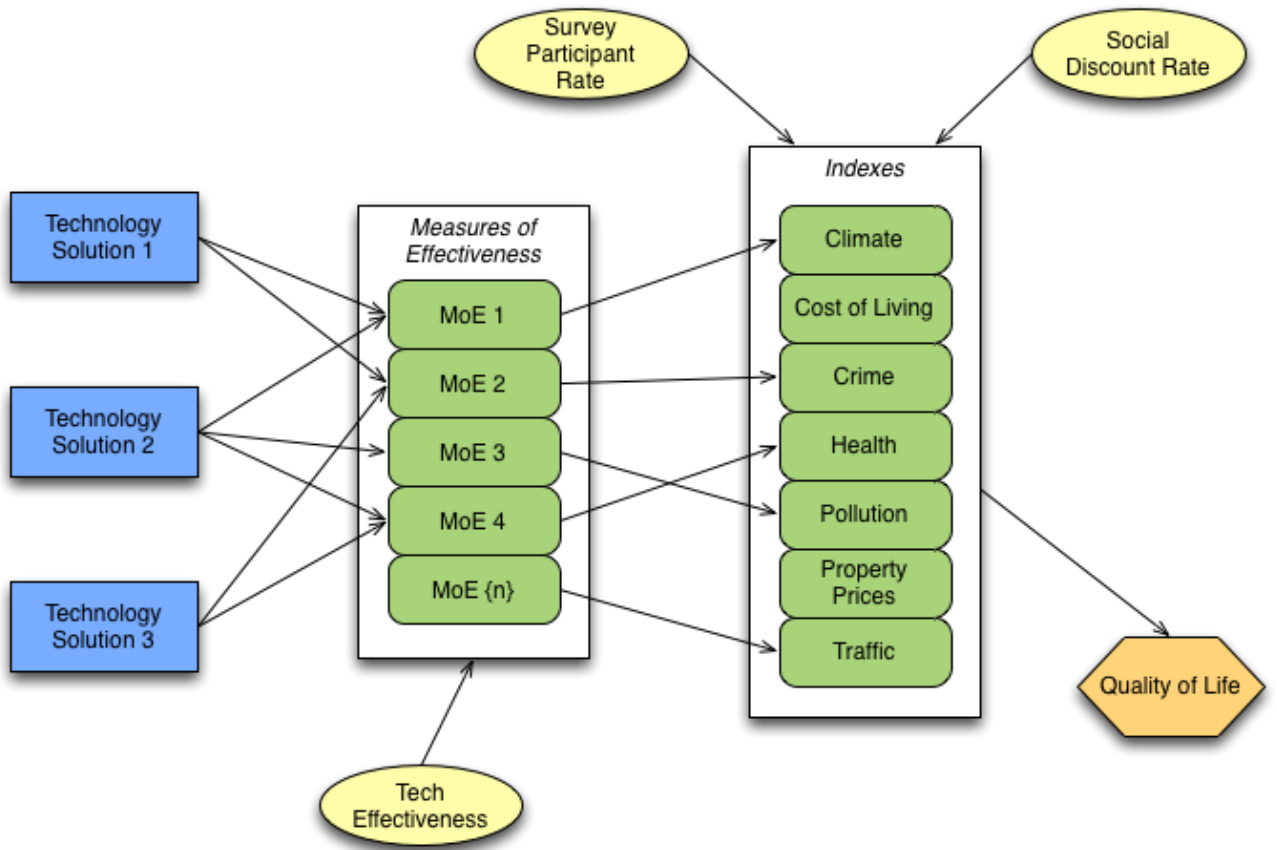 Survey
Participant
Rate
Social
Discount Rate
Technology
Solution 1
Technology
Solution 2
Technology
Solution 3
Measures of
Effectiveness
MoE 1
MoE 2
MoE 3
MoE 4
MoE {n}
Tech
Effectiveness
Indexes
Climate
Cost of Living
Crime
Health
Pollution
Property
Prices
Traffic
Quality of Life